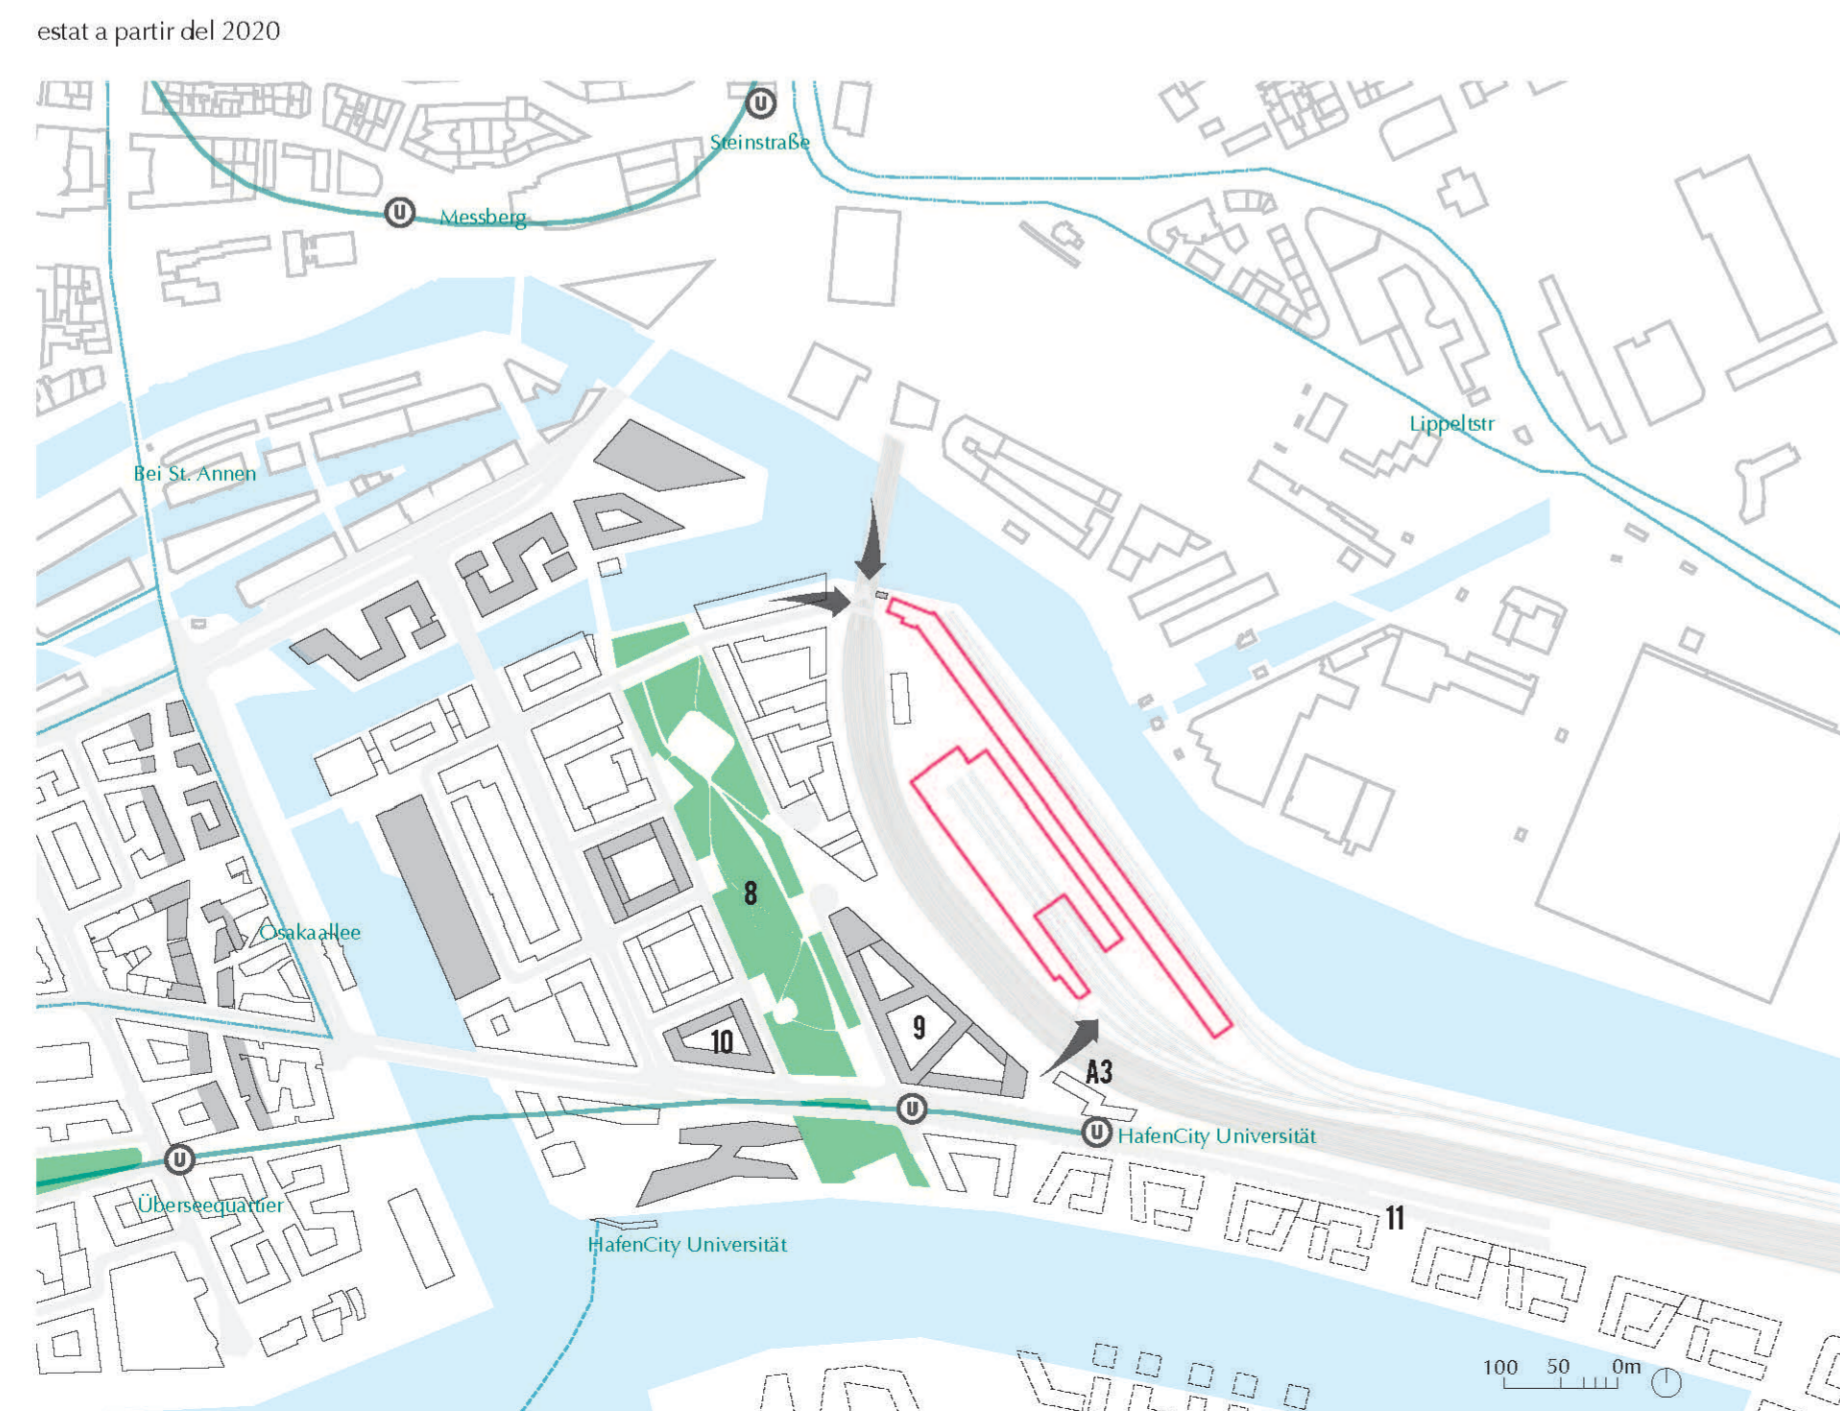 estat a partir del 2020
U
Steinstraße
U
Messberg
Lippeltstr
Bei St. Annen
8
Osakaallee
9
10
A3
U
U
HafenCity Universität
U
Überseequartier
11
HafenCity Universität
100 50 0m